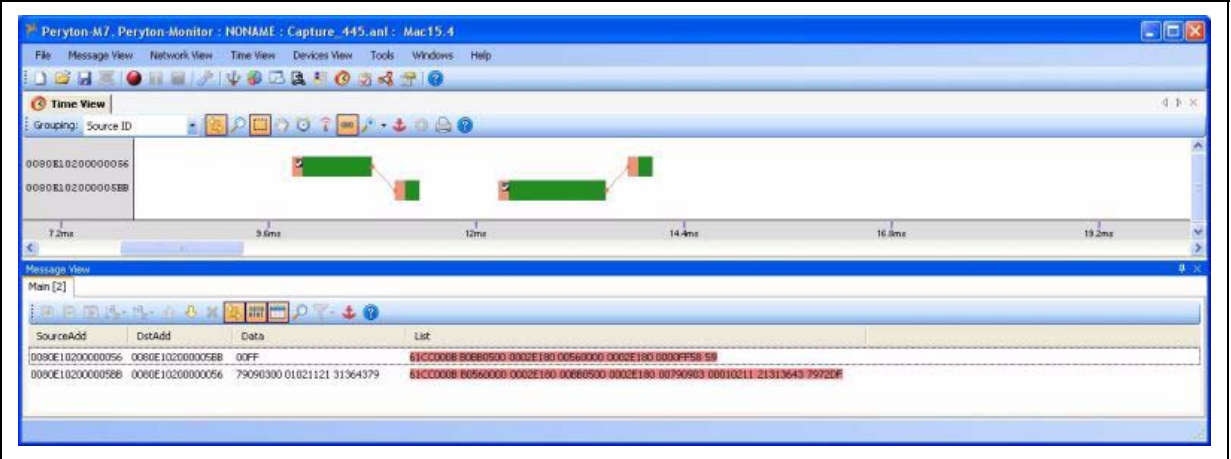 Peryton-M7, Peryton-Monitor : NONAME : Capture_445.anl : Mac15.4
File Message View Network View Time View Devices View Tools Windows Help
Time View
Grouping: Source ID
0080E10200000056
0080E102000005BB
7.2ms 9.6ms 12ms 14.4ms 16.8ms 19.2ms
Message View
Main [2]
SourceAdd DstAdd Data List
0080E10200000056 0080E102000005BB 00FF 61CC000B B0BB0500 0002E180 00560000 0002E180 0000FF58 59
0080E102000005BB 0080E10200000056 79090300 01021121 31364379 61CC000B B0560000 0002E180 00BB0500 0002E180 00790903 00010211 21313643 7972DF